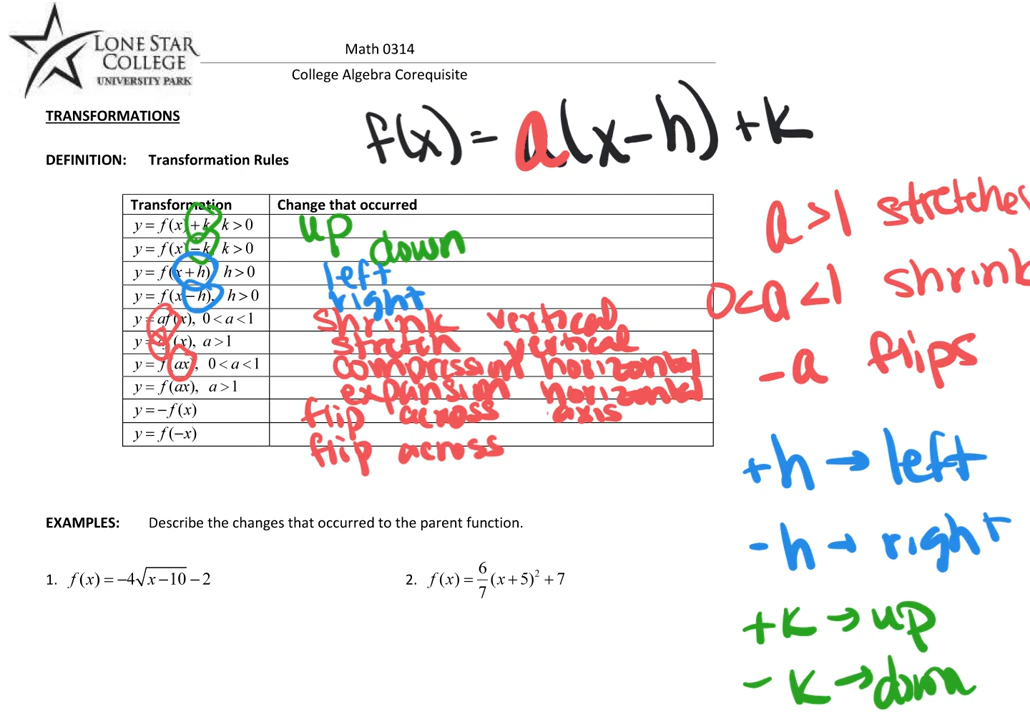 LONE STAR
COLLEGE
UNIVERSITY PARK
Math 0314
College Algebra Corequisite
TRANSFORMATIONS
f(x) = a(x-h) + k
DEFINITION: Transformation Rules
Transformation Change that occurred
y = f(x) + k, k > 0 up
y = f(x) − k, k > 0 down
y = f(x + h), h > 0 left
y = f(x − h), h > 0 right
y = af(x), 0 < a < 1 shrink vertical
y = af(x), a > 1 stretch vertical
y = f(ax), 0 < a < 1 compression horizontal
y = f(ax), a > 1 expansion horizontal
y = −f(x) flip across axis
y = f(−x) flip across
a > 1 stretches
0 < a < 1 shrink
-a flips
+h → left
-h → right
+k → up
-k → down
EXAMPLES: Describe the changes that occurred to the parent function.
1. f(x) = −4√(x−10) − 2 2. f(x) = 6/7 (x+5)² + 7